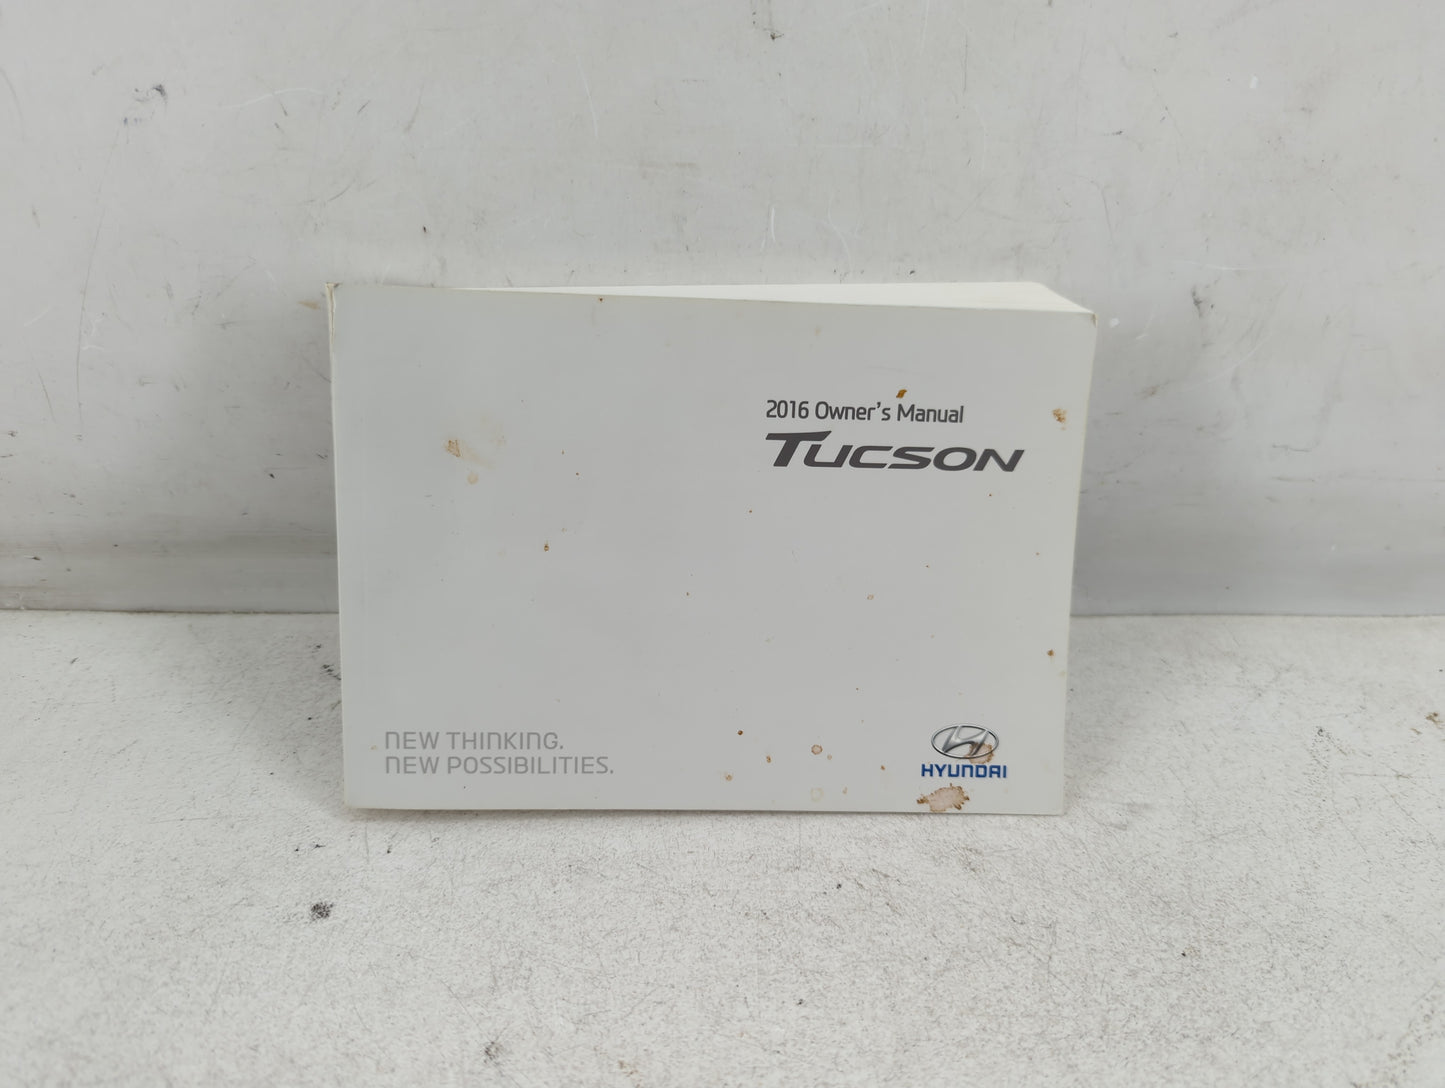 2016 Owner's Manual
TUCSON
NEW THINKING.
NEW POSSIBILITIES.
HYUNDAI